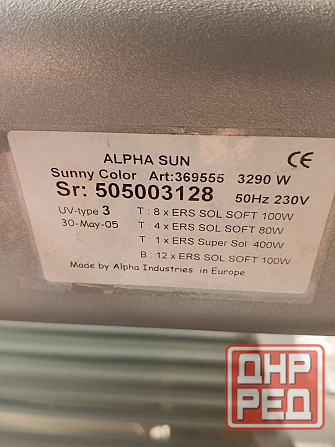 ALPHA SUN
CE
Sunny Color Art:369555 3290 W
Sr: 505003128 50Hz 230V
UV-type 3 T : 8 x ERS SOL SOFT 100W
30-May-05 T : 4 x ERS SOL SOFT 80W
T : 1 x ERS Super Sol 400W
B : 12 x ERS SOL SOFT 100W
Made by Alpha Industries in Europe
ДНР
РЕД